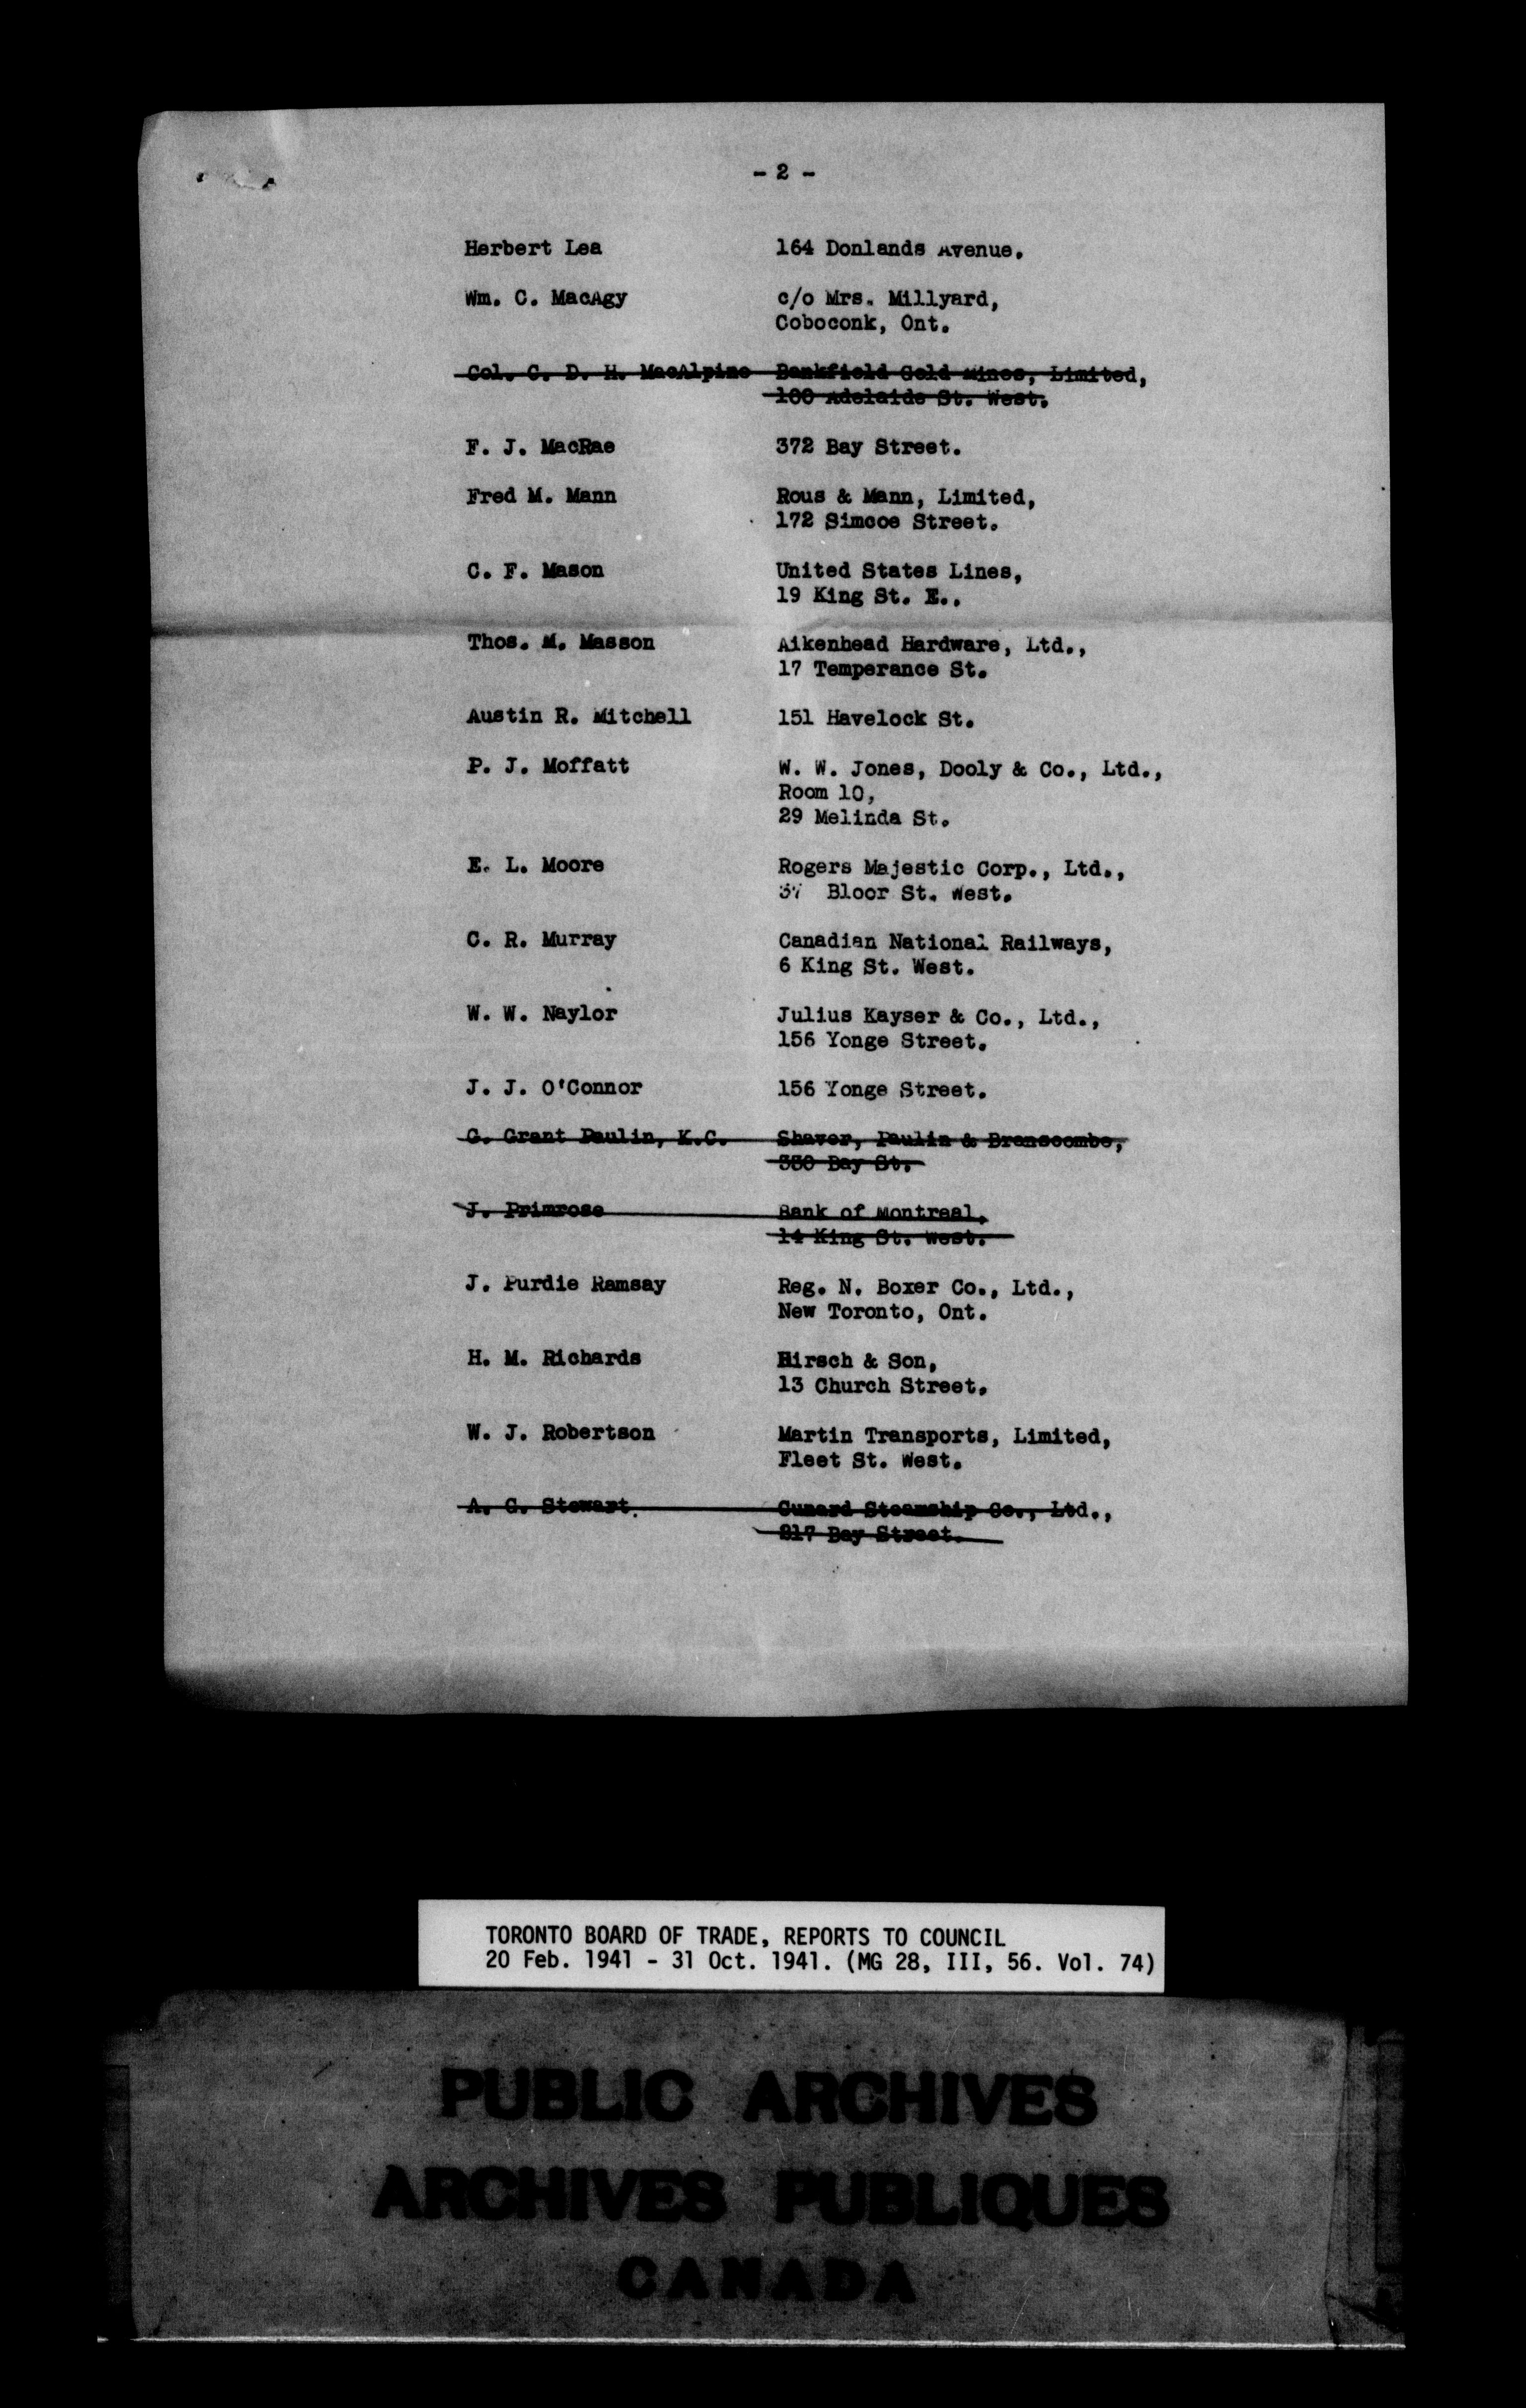 - 2 -
Herbert Lea 164 Donlands Avenue.
Wm. C. MacAgy c/o Mrs. Millyard,
Coboconk, Ont.
Col. C. D. H. MacAlpine Bankfield Gold Mines, Limited,
100 Adelaide St. West.
F. J. MacRae 372 Bay Street.
Fred M. Mann Rous & Mann, Limited,
172 Simcoe Street.
C. F. Mason United States Lines,
19 King St. E..
Thos. M. Masson Aikenhead Hardware, Ltd.,
17 Temperance St.
Austin R. Mitchell 151 Havelock St.
P. J. Moffatt W. W. Jones, Dooly & Co., Ltd.,
Room 10,
29 Melinda St.
E. L. Moore Rogers Majestic Corp., Ltd.,
37 Bloor St. West.
C. R. Murray Canadian National Railways,
6 King St. West.
W. W. Naylor Julius Kayser & Co., Ltd.,
156 Yonge Street.
J. J. O'Connor 156 Yonge Street.
G. Grant Paulin, K.C. Shaver, Paulin & Branscombe,
330 Bay St.
J. Primrose Bank of Montreal,
14 King St. West.
J. Purdie Ramsay Reg. N. Boxer Co., Ltd.,
New Toronto, Ont.
H. M. Richards Hirsch & Son,
13 Church Street.
W. J. Robertson Martin Transports, Limited,
Fleet St. West.
A. G. Stewart. Cunard Steamship Co., Ltd.,
217 Bay Street.
TORONTO BOARD OF TRADE, REPORTS TO COUNCIL
20 Feb. 1941 - 31 Oct. 1941. (MG 28, III, 56. Vol. 74)
PUBLIC ARCHIVES
ARCHIVES PUBLIQUES
CANADA